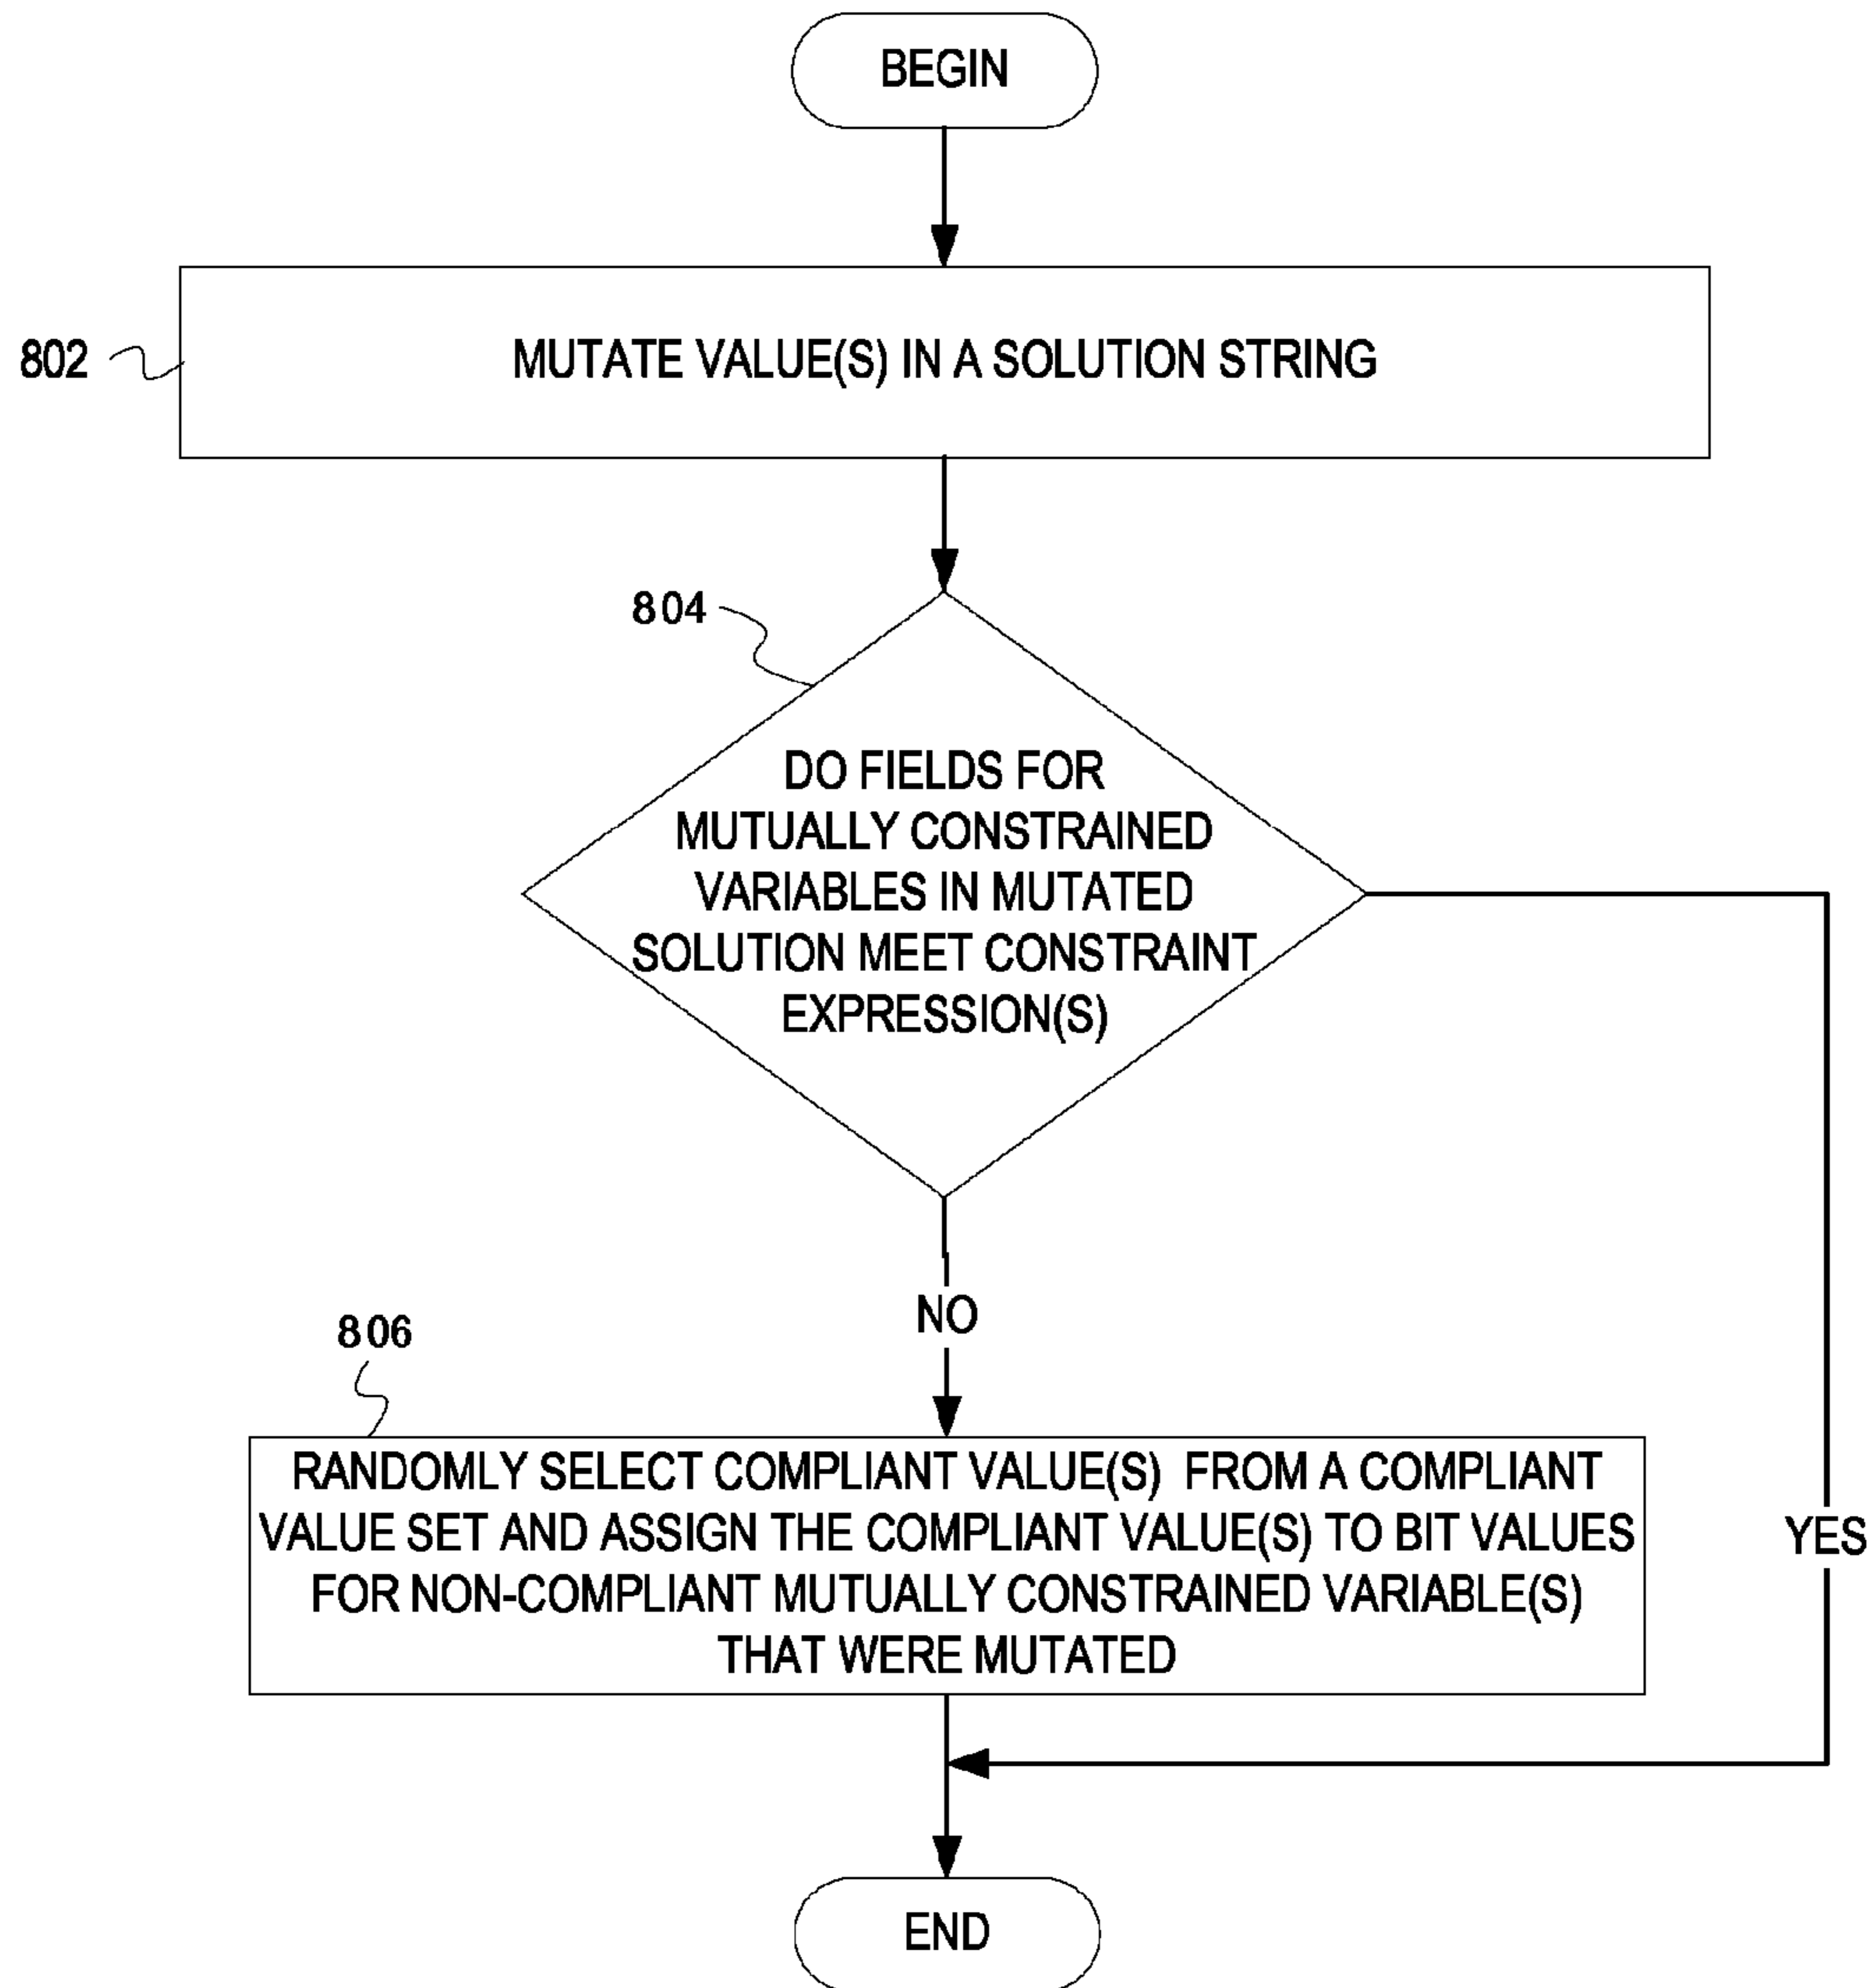 BEGIN
802
MUTATE VALUE(S) IN A SOLUTION STRING
804
DO FIELDS FOR
MUTUALLY CONSTRAINED
VARIABLES IN MUTATED
SOLUTION MEET CONSTRAINT
EXPRESSION(S)
NO
806
RANDOMLY SELECT COMPLIANT VALUE(S) FROM A COMPLIANT
VALUE SET AND ASSIGN THE COMPLIANT VALUE(S) TO BIT VALUES
FOR NON-COMPLIANT MUTUALLY CONSTRAINED VARIABLE(S)
THAT WERE MUTATED
YES
END